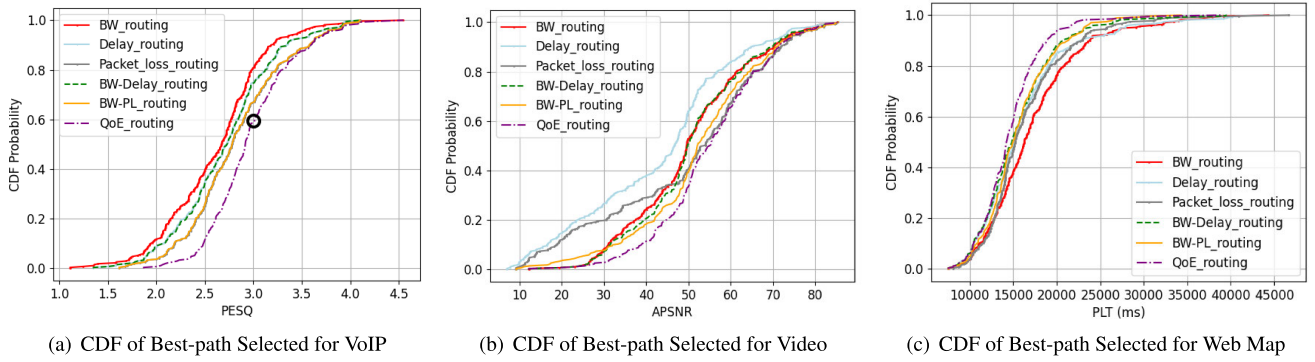 CDF Probability
1.0
0.8
0.6
0.4
0.2
0.0
BW_routing
Delay_routing
Packet_loss_routing
BW-Delay_routing
BW-PL_routing
QoE_routing
1.0 1.5 2.0 2.5 3.0 3.5 4.0 4.5
PESQ
(a) CDF of Best-path Selected for VoIP
CDF Probability
1.0
0.8
0.6
0.4
0.2
0.0
BW_routing
Delay_routing
Packet_loss_routing
BW-Delay_routing
BW-PL_routing
QoE_routing
10 20 30 40 50 60 70 80
APSNR
(b) CDF of Best-path Selected for Video
CDF Probability
1.0
0.8
0.6
0.4
0.2
0.0
BW_routing
Delay_routing
Packet_loss_routing
BW-Delay_routing
BW-PL_routing
QoE_routing
10000 15000 20000 25000 30000 35000 40000 45000
PLT (ms)
(c) CDF of Best-path Selected for Web Map